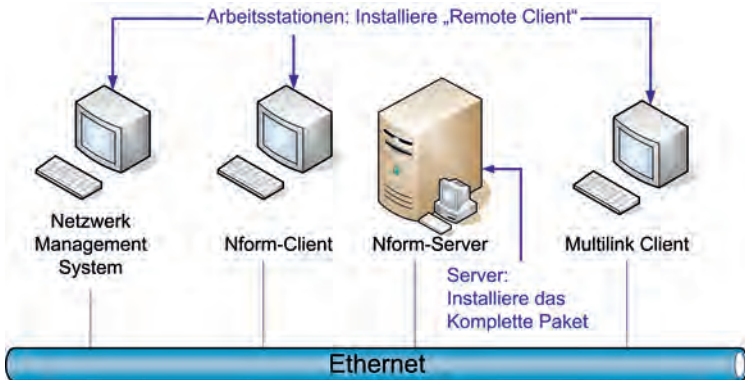 Arbeitsstationen: Installiere „Remote Client“
Netzwerk
Management
System
Nform-Client
Nform-Server
Multilink Client
Server:
Installiere das
Komplette Paket
Ethernet